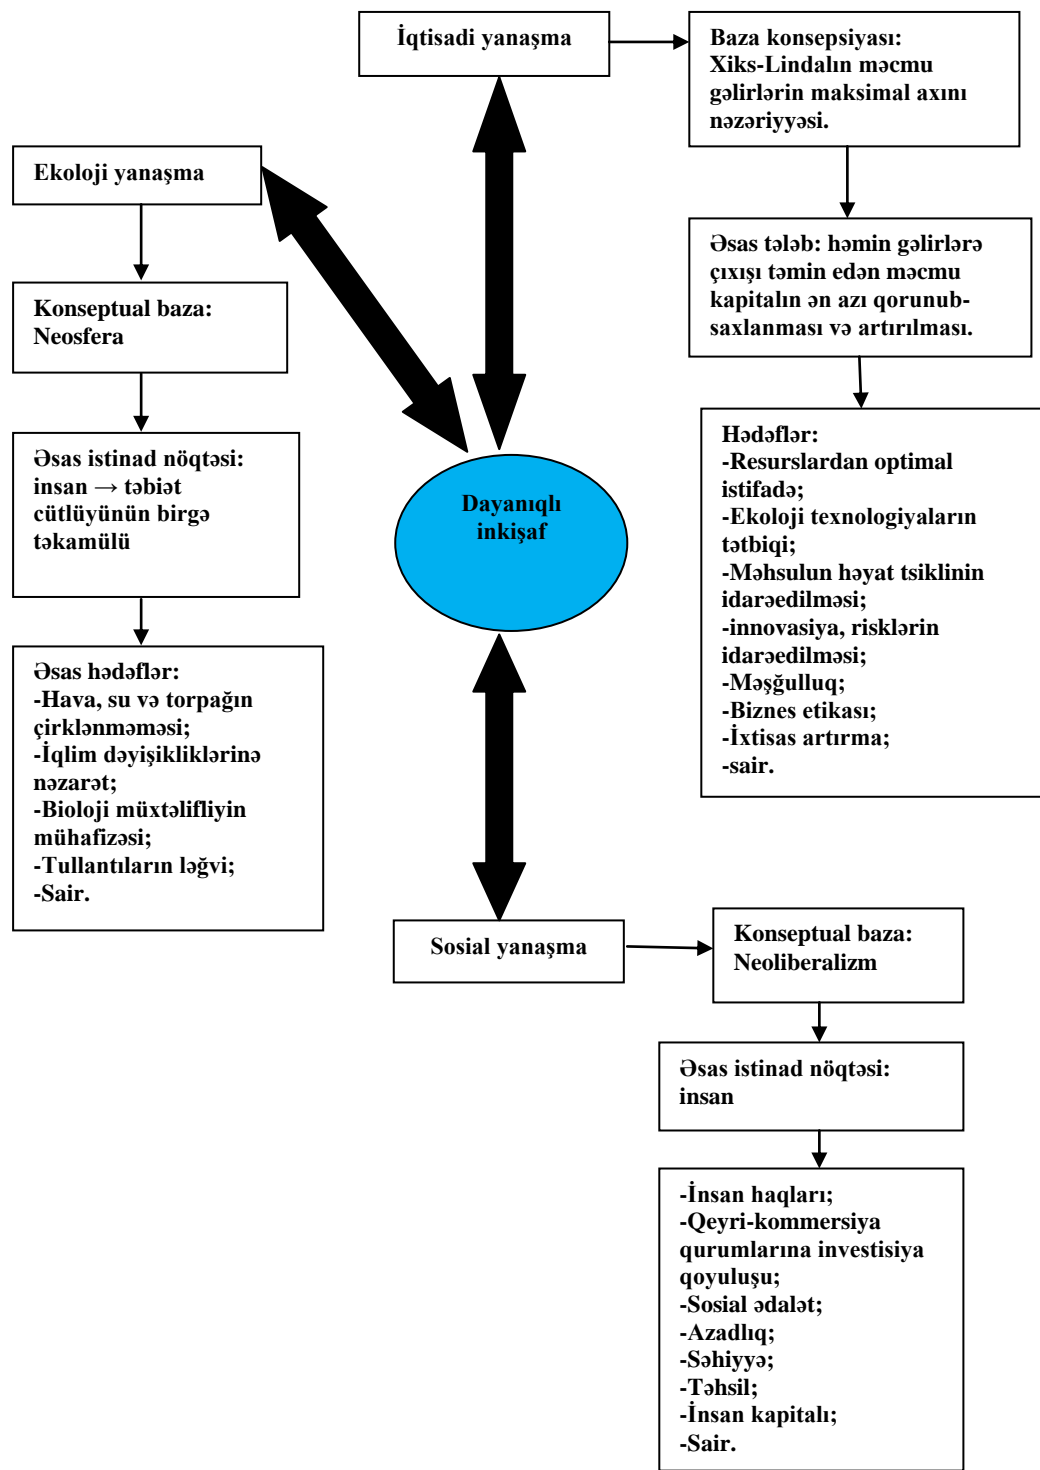 İqtisadi yanaşma
Baza konsepsiyası:
Xiks-Lindalın məcmu
gəlirlərin maksimal axını
nəzəriyyəsi.
Ekoloji yanaşma
Əsas tələb: həmin gəlirlərə
çıxışı təmin edən məcmu
kapitalın ən azı qorunub-
saxlanması və artırılması.
Konseptual baza:
Neosfera
Hədəflər:
-Resurslardan optimal
istifadə;
-Ekoloji texnologiyaların
tətbiqi;
-Məhsulun həyat tsiklinin
idarəedilməsi;
-innovasiya, risklərin
idarəedilməsi;
-Məşğulluq;
-Biznes etikası;
-İxtisas artırma;
-sair.
Əsas istinad nöqtəsi:
insan → təbiət
cütlüyünün birgə
təkamülü
Dayanıqlı
inkişaf
Əsas hədəflər:
-Hava, su və torpağın
çirklənməməsi;
-İqlim dəyişikliklərinə
nəzarət;
-Bioloji müxtəlifliyin
mühafizəsi;
-Tullantıların ləğvi;
-Sair.
Sosial yanaşma
Konseptual baza:
Neoliberalizm
Əsas istinad nöqtəsi:
insan
-İnsan haqları;
-Qeyri-kommersiya
qurumlarına investisiya
qoyuluşu;
-Sosial ədalət;
-Azadlıq;
-Səhiyyə;
-Təhsil;
-İnsan kapitalı;
-Sair.